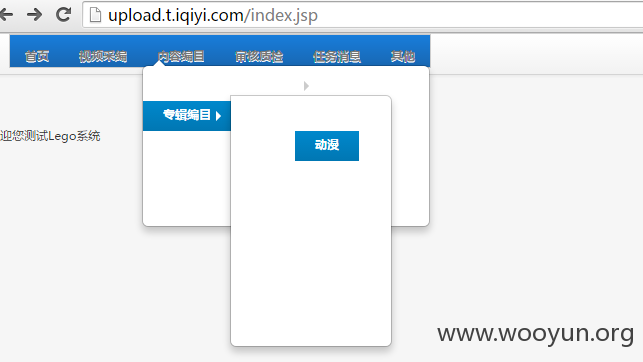 upload.t.iqiyi.com/index.jsp
首页 视频采编 内容编目 审核质检 任务消息 其他
专辑编目
迎您测试Lego系统
动漫
www.wooyun.org